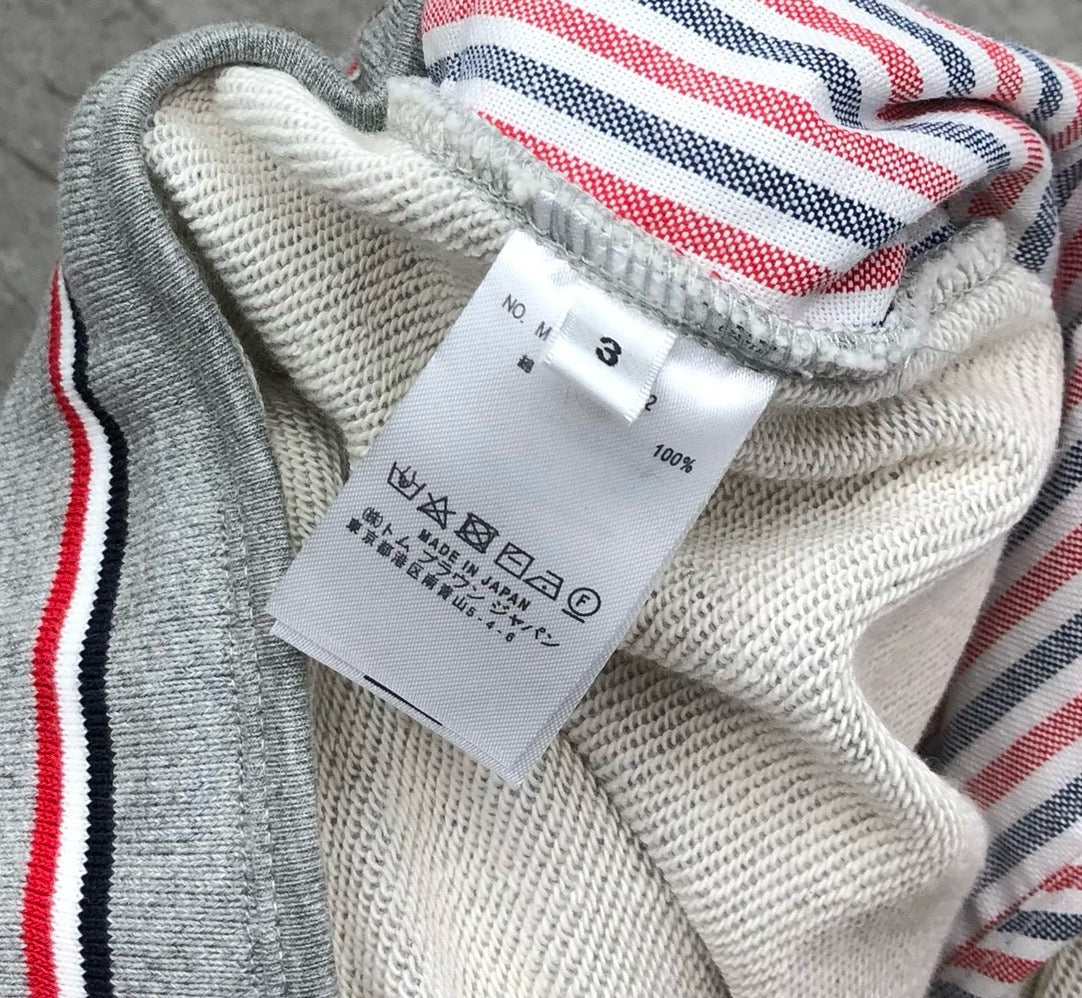 NO. M
3
2
綿
100%
F
MADE IN JAPAN
(株)トム ブラウン ジャパン
東京都港区南青山5-4-6